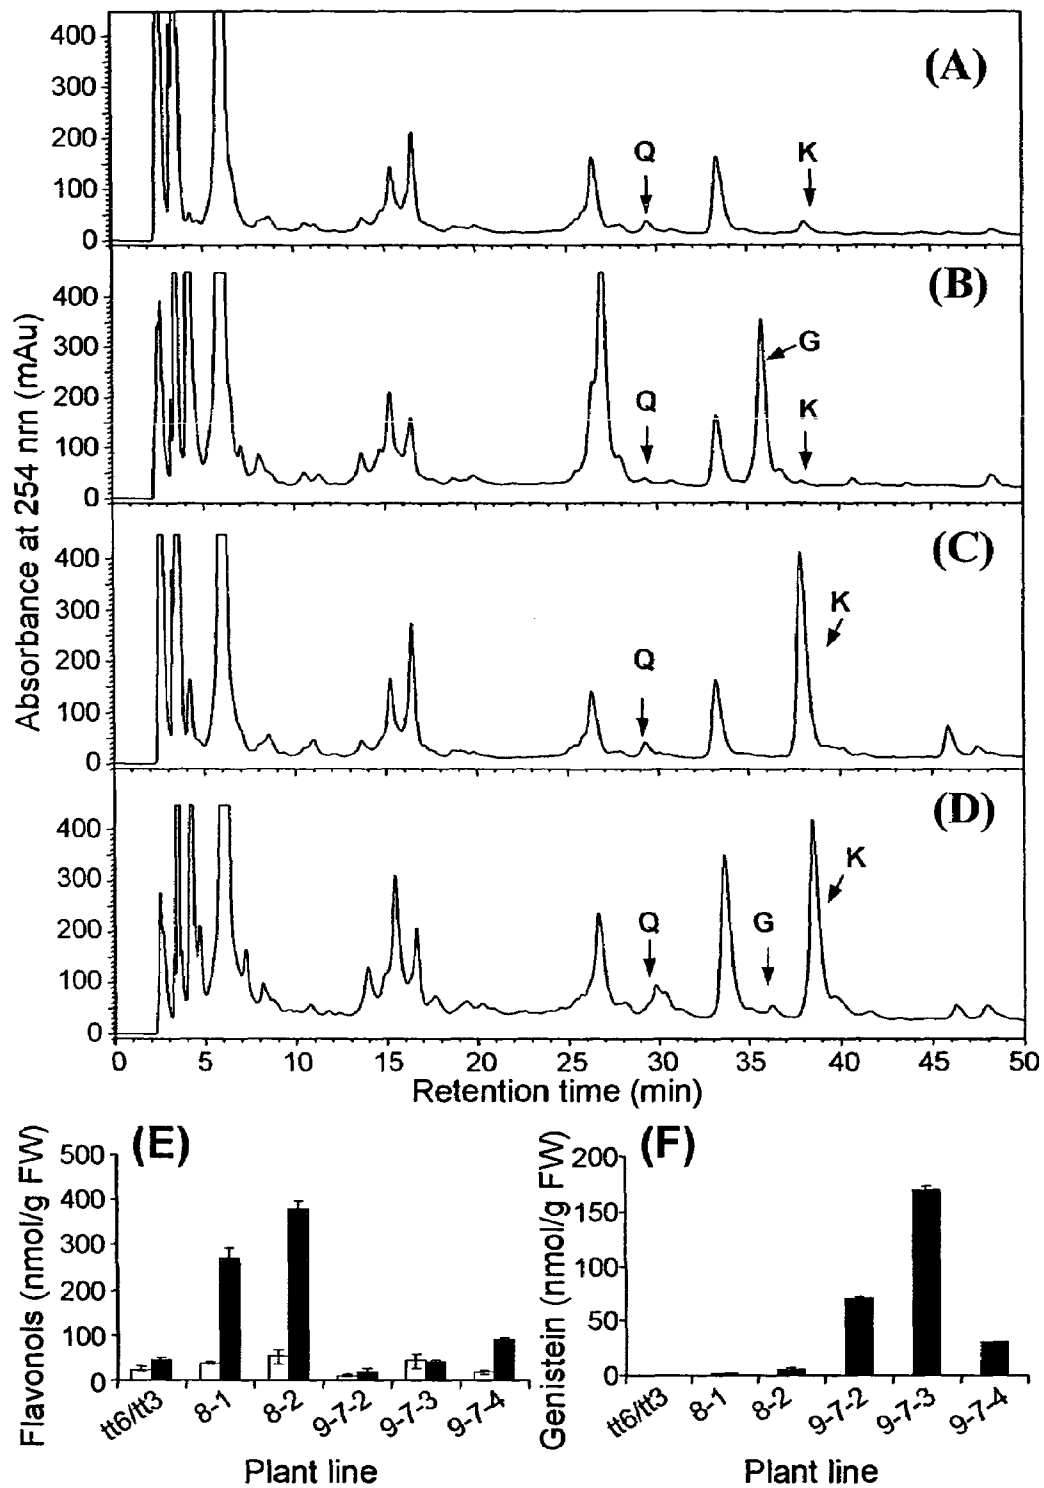 400
300
200
100
0
(A)
Q
K
400
300
200
100
0
(B)
Q
G
K
400
300
200
100
0
(C)
Q
K
400
300
200
100
0
(D)
Q
G
K
Absorbance at 254 nm (mAu)
0 5 10 15 20 25 30 35 40 45 50
Retention time (min)
(E)
500
400
300
200
100
0
Flavonols (nmol/g FW)
tt6/tt3 8-1 8-2 9-7-2 9-7-3 9-7-4
Plant line
(F)
200
150
100
50
0
Genistein (nmol/g FW)
tt6/tt3 8-1 8-2 9-7-2 9-7-3 9-7-4
Plant line